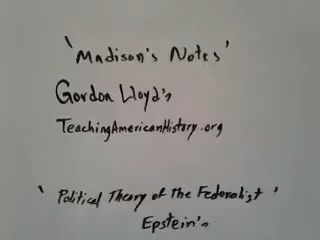 'Madison's Notes'
Gordon Lloyd's
TeachingAmericanHistory.org
'Political Theory of the Federalist'
Epstein's